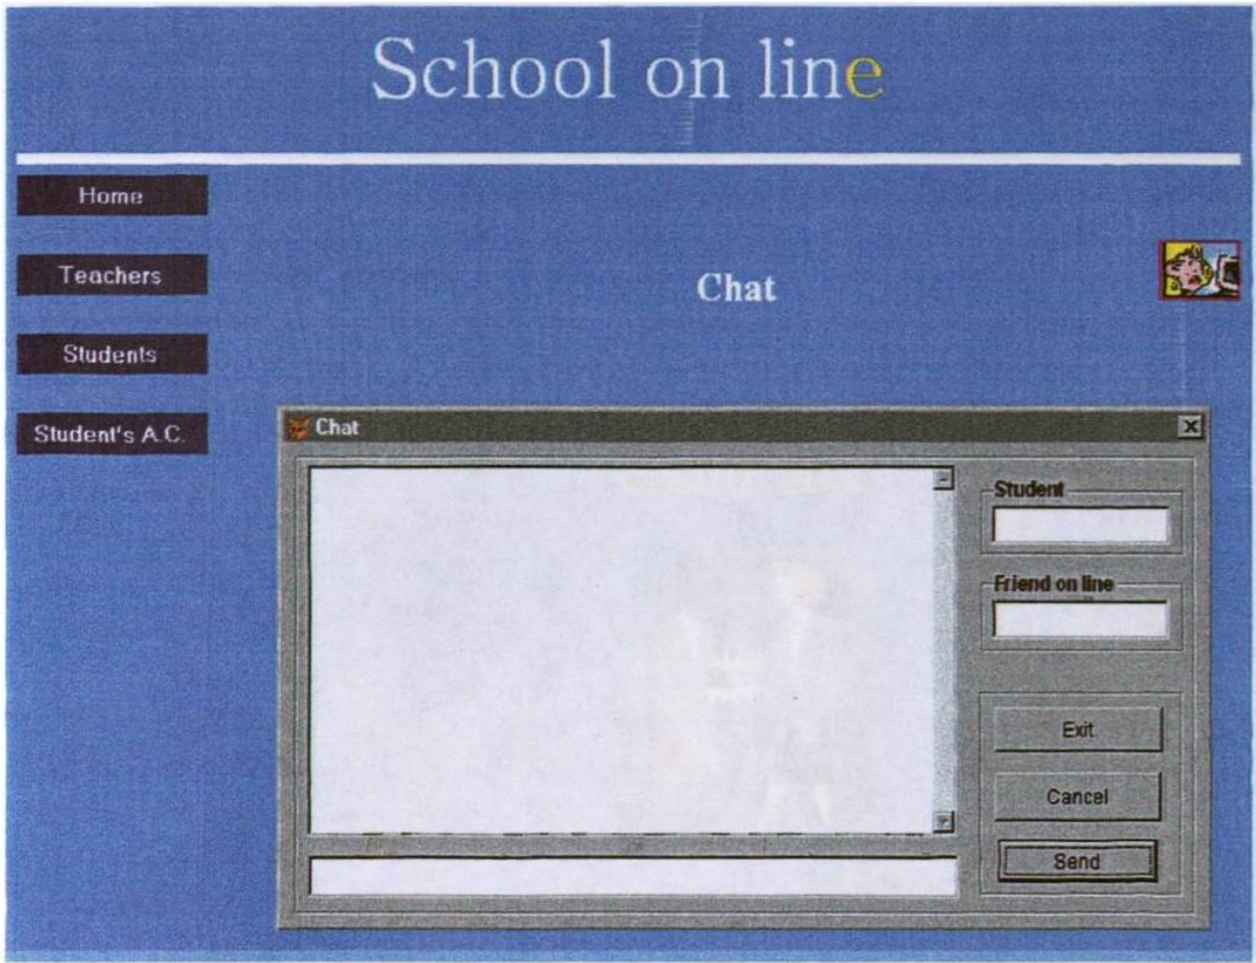 School on line
Home
Teachers
Students
Student's A.C.
Chat
Chat
Student
Friend on line
Exit
Cancel
Send